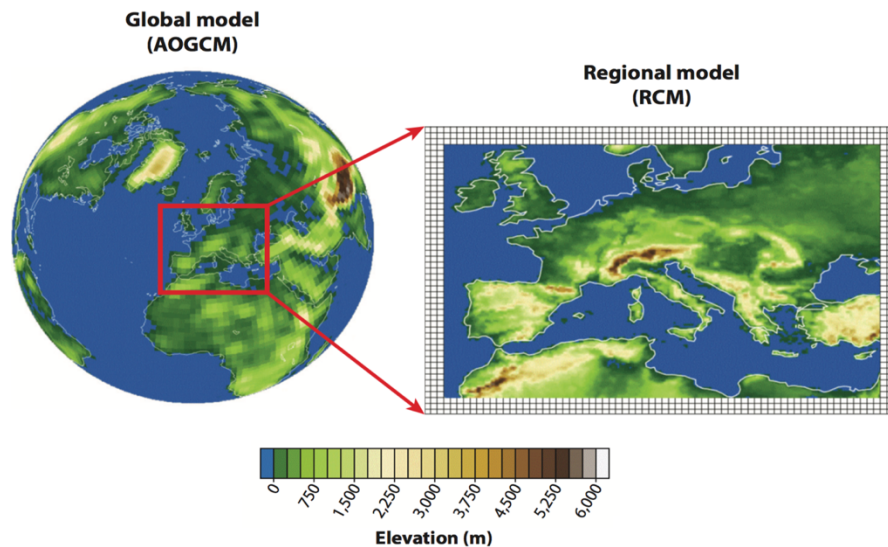 Global model
(AOGCM)
Regional model
(RCM)
0
750
1,500
2,250
3,000
3,750
4,500
5,250
6,000
Elevation (m)